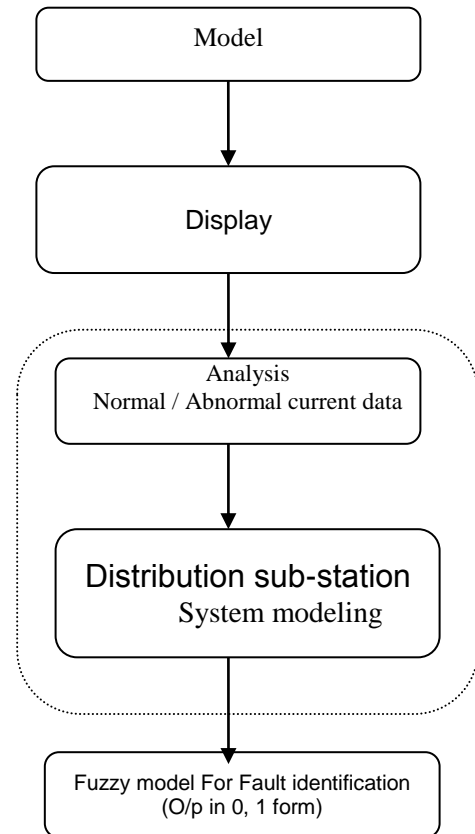 Model
Display
Analysis
Normal / Abnormal current data
Distribution sub-station
System modeling
Fuzzy model For Fault identification
(O/p in 0, 1 form)